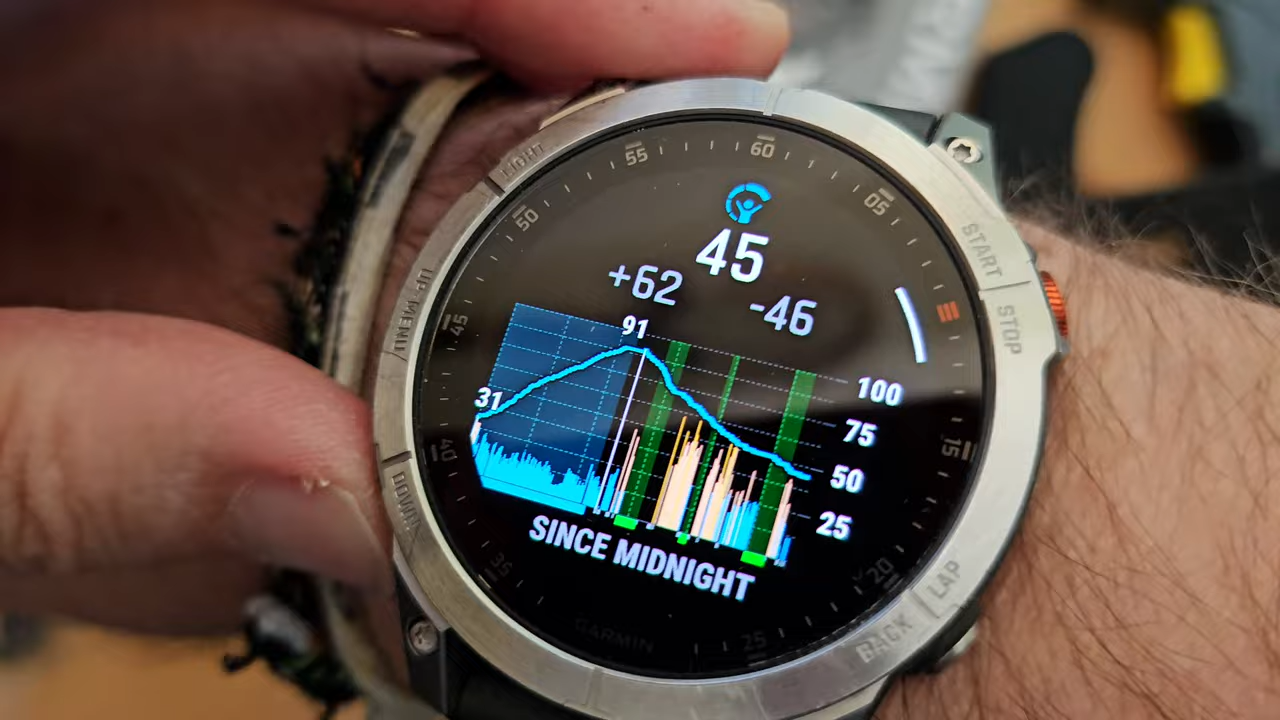 60
55
05
50
LIGHT
45
+62
-46
START
STOP
UP·MENU
45
91
31
100
75
50
25
40
15
DOWN
SINCE MIDNIGHT
35
20
LAP
BACK
GARMIN
25